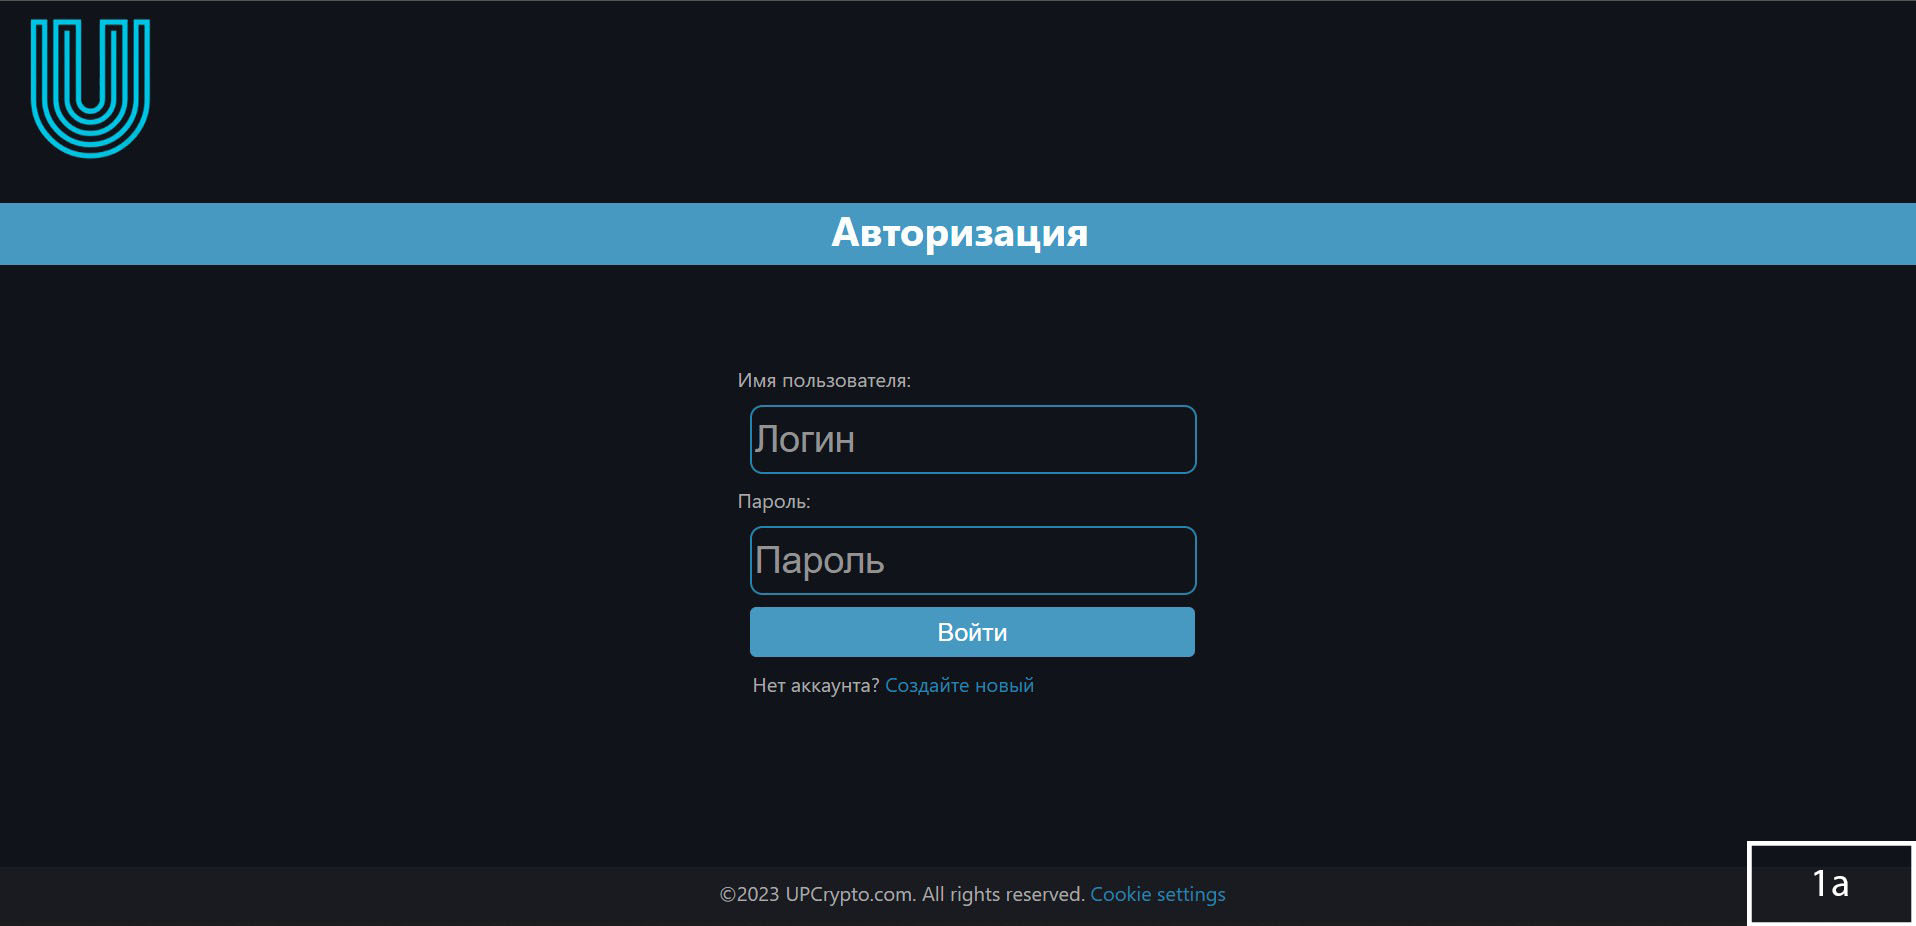 U
Авторизация
Имя пользователя:
Логин
Пароль:
Пароль
Войти
Нет аккаунта? Создайте новый
©2023 UPCrypto.com. All rights reserved. Cookie settings
1a